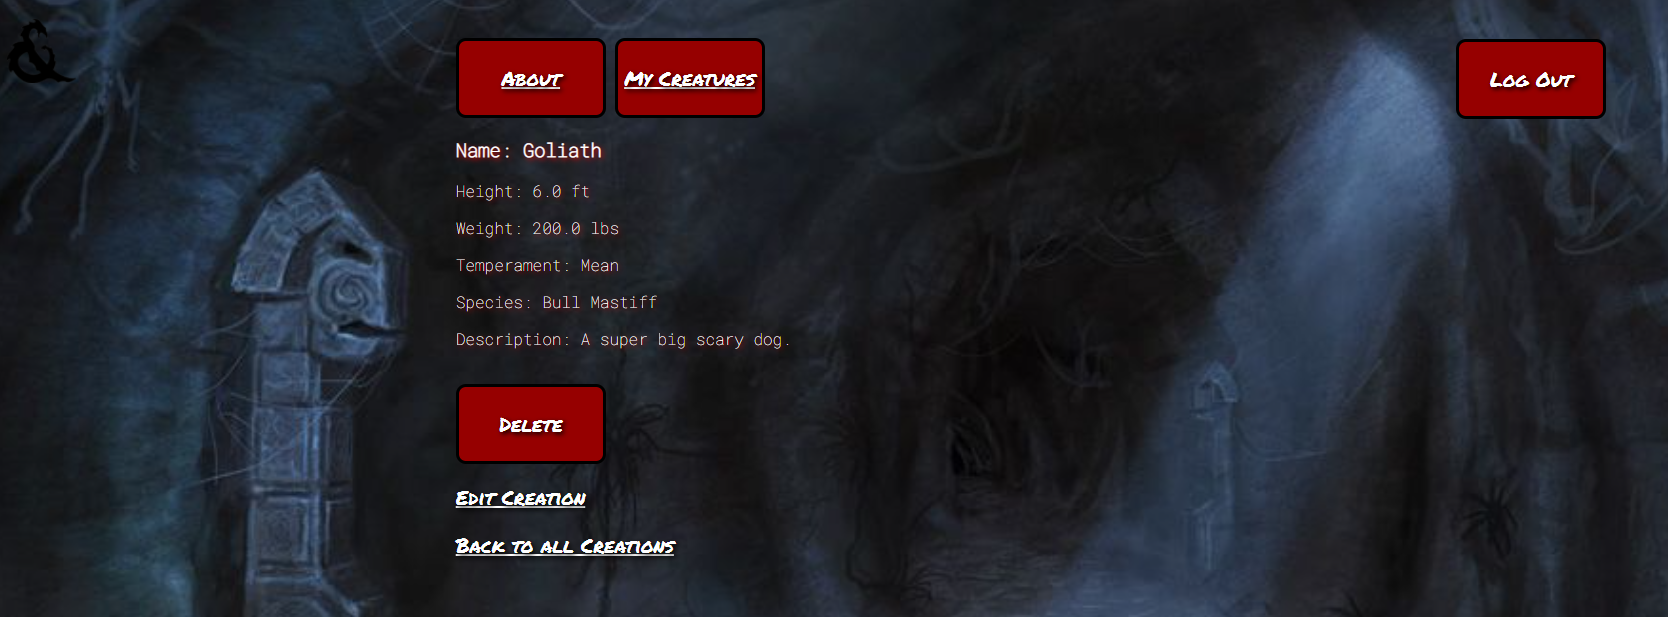 &
About
My Creatures
Log Out
Name: Goliath
Height: 6.0 ft
Weight: 200.0 lbs
Temperament: Mean
Species: Bull Mastiff
Description: A super big scary dog.
Delete
Edit Creation
Back to all Creations